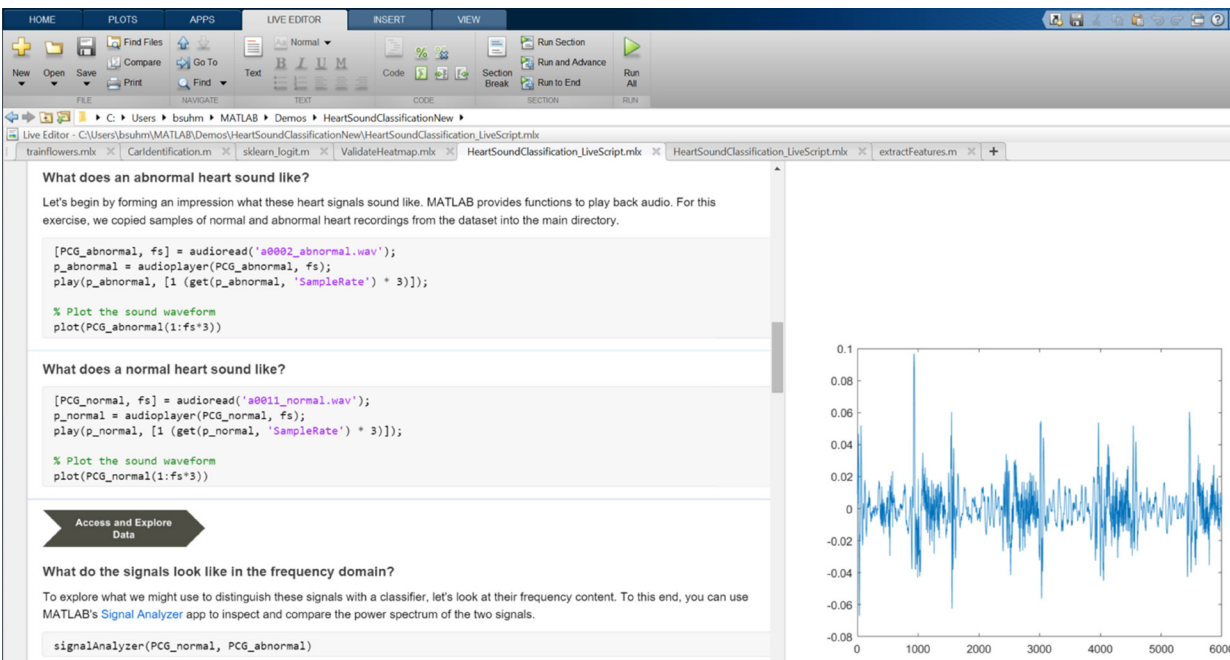 HOME PLOTS APPS LIVE EDITOR INSERT VIEW
New Open Save Find Files Compare Print
FILE
Go To Find
NAVIGATE
Text Normal B I U M
TEXT
Code
CODE
Section Break Run Section Run and Advance Run to End
SECTION
Run All
RUN
C: Users bsuhm MATLAB Demos HeartSoundClassificationNew
Live Editor - C:\Users\bsuhm\MATLAB\Demos\HeartSoundClassificationNew\HeartSoundClassification_LiveScript.mlx
trainflowers.mlx CarIdentification.m sklearn_logit.m ValidateHeatmap.mlx HeartSoundClassification_LiveScript.mlx HeartSoundClassification_LiveScript.mlx extractFeatures.m +
What does an abnormal heart sound like?
Let's begin by forming an impression what these heart signals sound like. MATLAB provides functions to play back audio. For this
exercise, we copied samples of normal and abnormal heart recordings from the dataset into the main directory.
[PCG_abnormal, fs] = audioread('a0002_abnormal.wav');
p_abnormal = audioplayer(PCG_abnormal, fs);
play(p_abnormal, [1 (get(p_abnormal, 'SampleRate') * 3)]);
% Plot the sound waveform
plot(PCG_abnormal(1:fs*3))
What does a normal heart sound like?
[PCG_normal, fs] = audioread('a0011_normal.wav');
p_normal = audioplayer(PCG_normal, fs);
play(p_normal, [1 (get(p_normal, 'SampleRate') * 3)]);
% Plot the sound waveform
plot(PCG_normal(1:fs*3))
Access and Explore
Data
What do the signals look like in the frequency domain?
To explore what we might use to distinguish these signals with a classifier, let's look at their frequency content. To this end, you can use
MATLAB's Signal Analyzer app to inspect and compare the power spectrum of the two signals.
signalAnalyzer(PCG_normal, PCG_abnormal)
0.1
0.08
0.06
0.04
0.02
0
-0.02
-0.04
-0.06
-0.08
0 1000 2000 3000 4000 5000